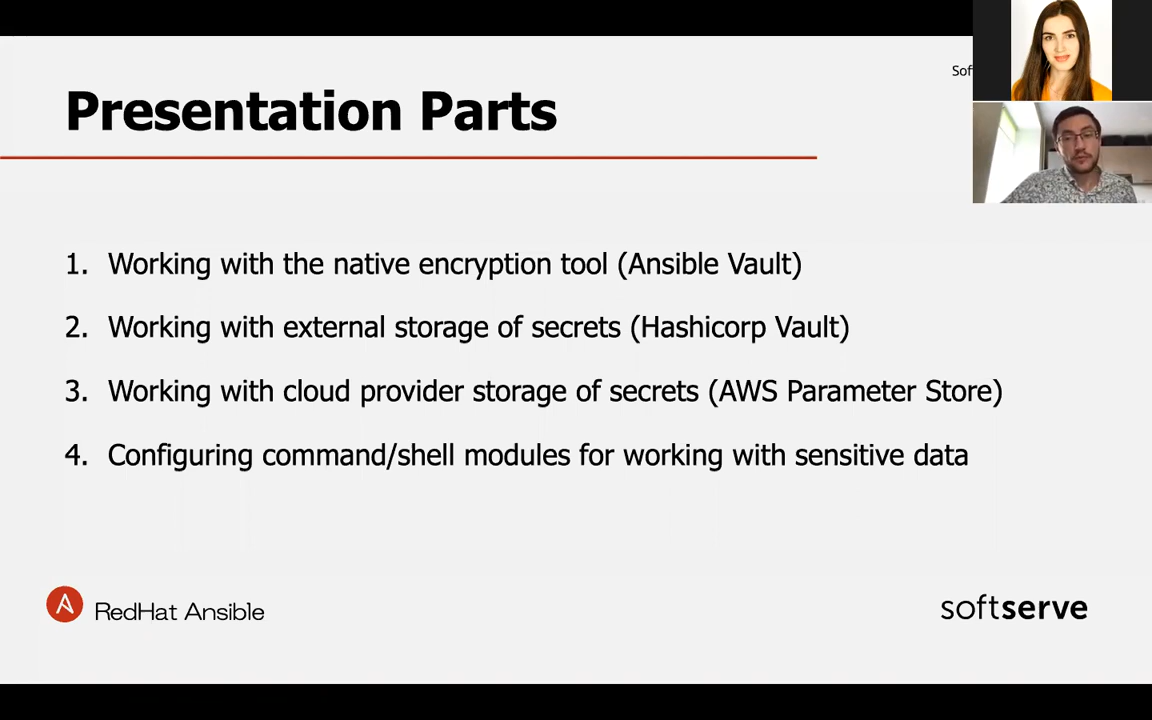 Presentation Parts
1. Working with the native encryption tool (Ansible Vault)
2. Working with external storage of secrets (Hashicorp Vault)
3. Working with cloud provider storage of secrets (AWS Parameter Store)
4. Configuring command/shell modules for working with sensitive data
RedHat Ansible
softserve